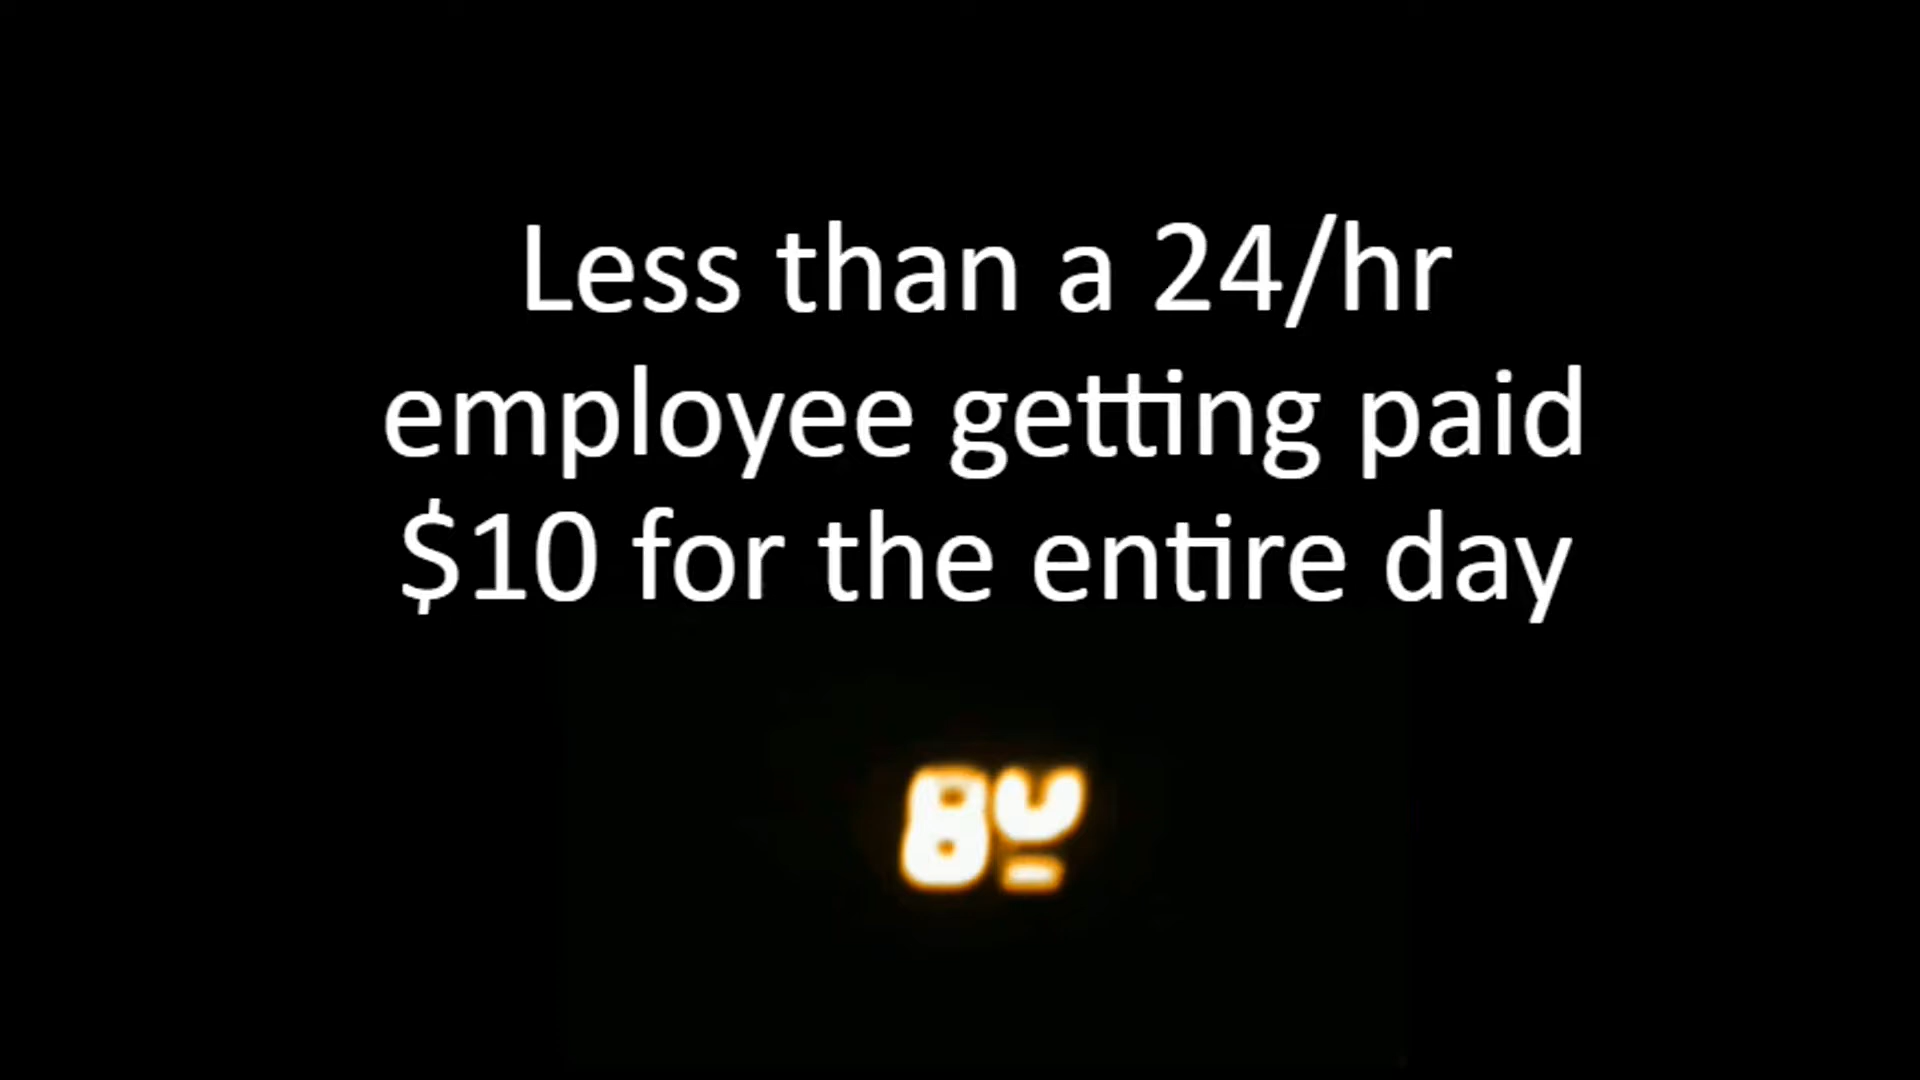 Less than a 24/hr
employee getting paid
$10 for the entire day